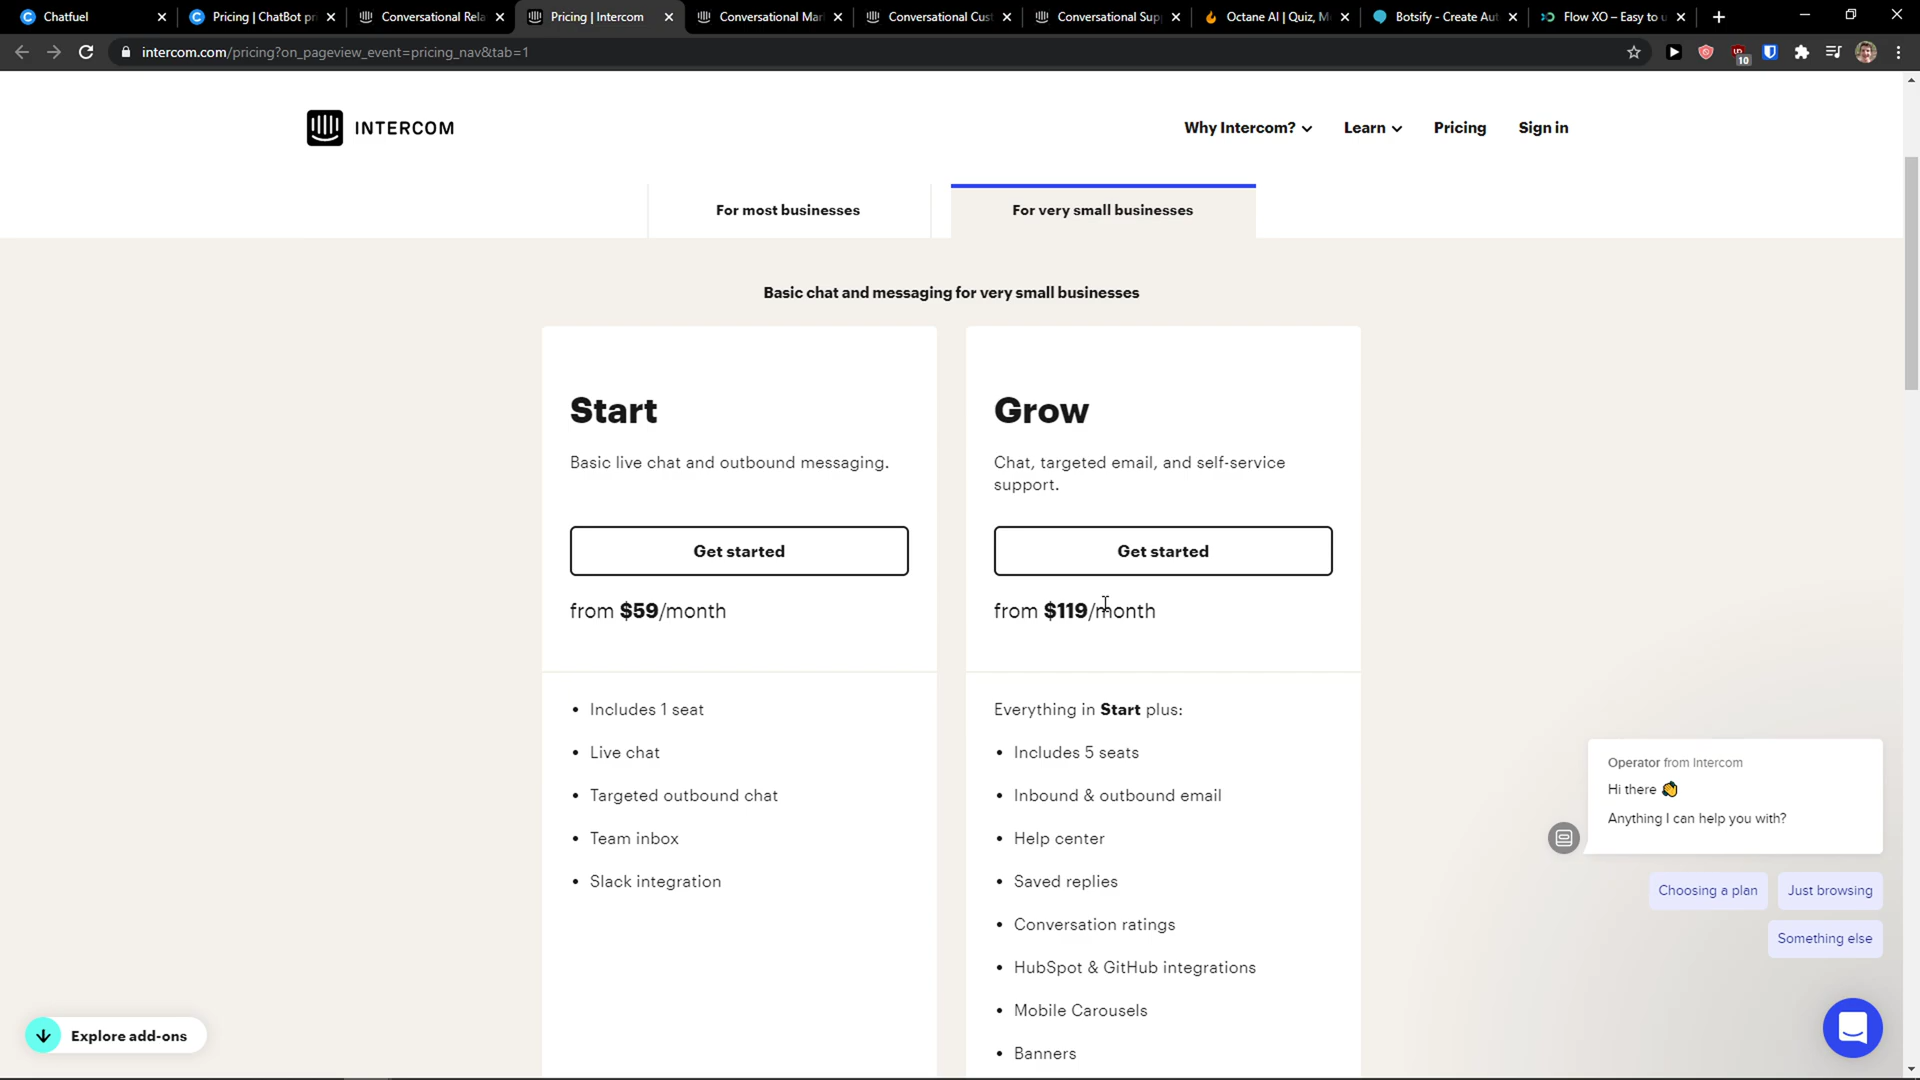 Chatfuel
Pricing | ChatBot pri
Conversational Rela
Pricing | Intercom
Conversational Mar
Conversational Cust
Conversational Supp
Octane AI | Quiz, M
Botsify - Create Aut
Flow XO – Easy to u
intercom.com/pricing?on_pageview_event=pricing_nav&tab=1
10
INTERCOM
Why Intercom?
Learn
Pricing
Sign in
For most businesses
For very small businesses
Basic chat and messaging for very small businesses
Start
Basic live chat and outbound messaging.
Get started
from $59/month
• Includes 1 seat
• Live chat
• Targeted outbound chat
• Team inbox
• Slack integration
Grow
Chat, targeted email, and self-service
support.
Get started
from $119/month
Everything in Start plus:
• Includes 5 seats
• Inbound & outbound email
• Help center
• Saved replies
• Conversation ratings
• HubSpot & GitHub integrations
• Mobile Carousels
• Banners
Operator from Intercom
Hi there 👋
Anything I can help you with?
Choosing a plan
Just browsing
Something else
Explore add-ons